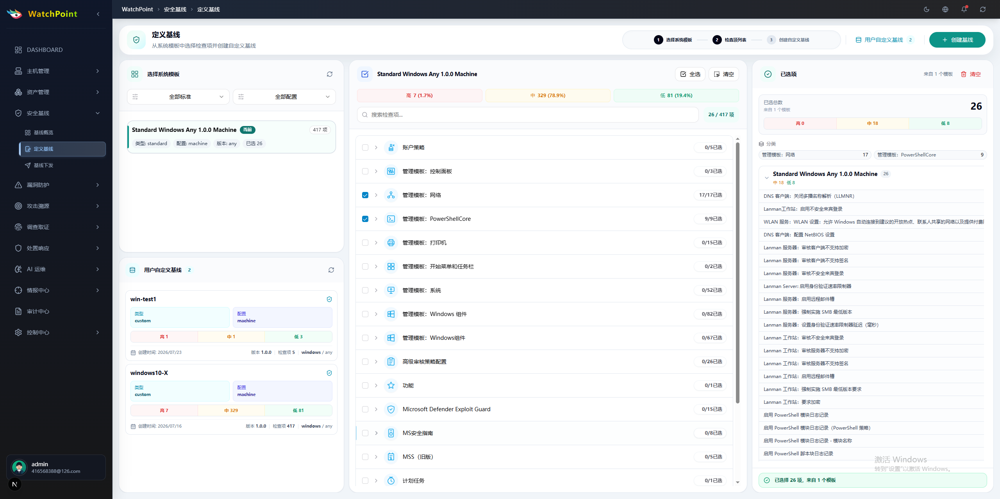 WatchPoint
DASHBOARD
主机管理
资产管理
安全基线
基线概览
定义基线
基线下发
漏洞防护
攻击溯源
调查取证
处置响应
AI 运维
情报中心
审计中心
控制中心
admin
416568388@126.com
N
WatchPoint 安全基线 定义基线
定义基线
从系统模板中选择检查项并创建自定义基线
1 选择系统模板 2 检查项列表 3 创建自定义基线
用户自定义基线 2
创建基线
选择系统模板
全部标准 全部配置
Standard Windows Any 1.0.0 Machine 当前 417 项
类型: standard 配置: machine 版本: any 已选 26
用户自定义基线 2
win-test1
类型 配置
custom machine
高 1 中 1 低 3
创建时间: 2026/07/23 版本 1.0.0 检查项 5 windows / any
windows10-X
类型 配置
custom machine
高 7 中 329 低 81
创建时间: 2026/07/16 版本 1.0.0 检查项 417 windows / any
Standard Windows Any 1.0.0 Machine 全选 清空
高 7 (1.7%) 中 329 (78.9%) 低 81 (19.4%)
搜索检查项... 26 / 417 项
账户策略 0/5已选
管理模板：控制面板 0/3已选
管理模板：网络 17/17已选
管理模板：PowerShellCore 9/9已选
管理模板：打印机 0/15已选
管理模板：开始菜单和任务栏 0/2已选
管理模板：系统 0/52已选
管理模板：Windows 组件 0/82已选
管理模板：Windows组件 0/67已选
高级审核策略配置 0/26已选
功能 0/1已选
Microsoft Defender Exploit Guard 0/15已选
MS安全指南 0/8已选
MSS（旧版） 0/5已选
计划任务 0/1已选
已选项 来自 1 个模板 清空
已选总数 26
来自 1 个模板
高 0 中 18 低 8
分类
管理模板：网络 17 管理模板：PowerShellCore 9
Standard Windows Any 1.0.0 Machine 26
中 18 低 8
DNS 客户端：关闭多播名称解析（LLMNR）
Lanman工作站：启用不安全来宾登录
WLAN 服务：WLAN 设置：允许 Windows 自动连接到建议的开放热点、联系人共享的网络以及提供付费
DNS 客户端：配置 NetBIOS 设置
Lanman 服务器：审核客户端不支持加密
Lanman 服务器：审核客户端不支持签名
Lanman 服务器：审核不安全来宾登录
Lanman Server: 启用身份验证速率限制器
Lanman 服务器：启用远程邮件槽
Lanman 服务器：强制实施 SMB 最低版本
Lanman 服务器：设置身份验证速率限制器延迟（毫秒）
Lanman 工作站：审核不安全来宾登录
Lanman 工作站：审核服务器不支持加密
Lanman 工作站：审核服务器不支持签名
Lanman 工作站：启用远程邮件槽
Lanman 工作站：强制实施 SMB 最低版本要求
Lanman 工作站：要求加密
启用 PowerShell 模块日志记录
启用 PowerShell 模块日志记录（PowerShell 策略）
启用 PowerShell 模块日志记录 - 模块名称
启用 PowerShell 脚本块日志记录
激活 Windows
转到"设置"以激活 Windows。
已选择 26 项，来自 1 个模板